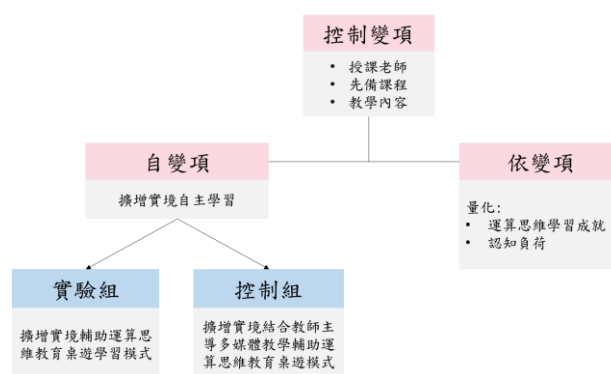 控制變項
• 授課老師
• 先備課程
• 教學內容
自變項
擴增實境自主學習
依變項
量化:
• 運算思維學習成就
• 認知負荷
實驗組
擴增實境輔助運算思
維教育桌遊學習模式
控制組
擴增實境結合教師主
導多媒體教學輔助運
算思維教育桌遊模式